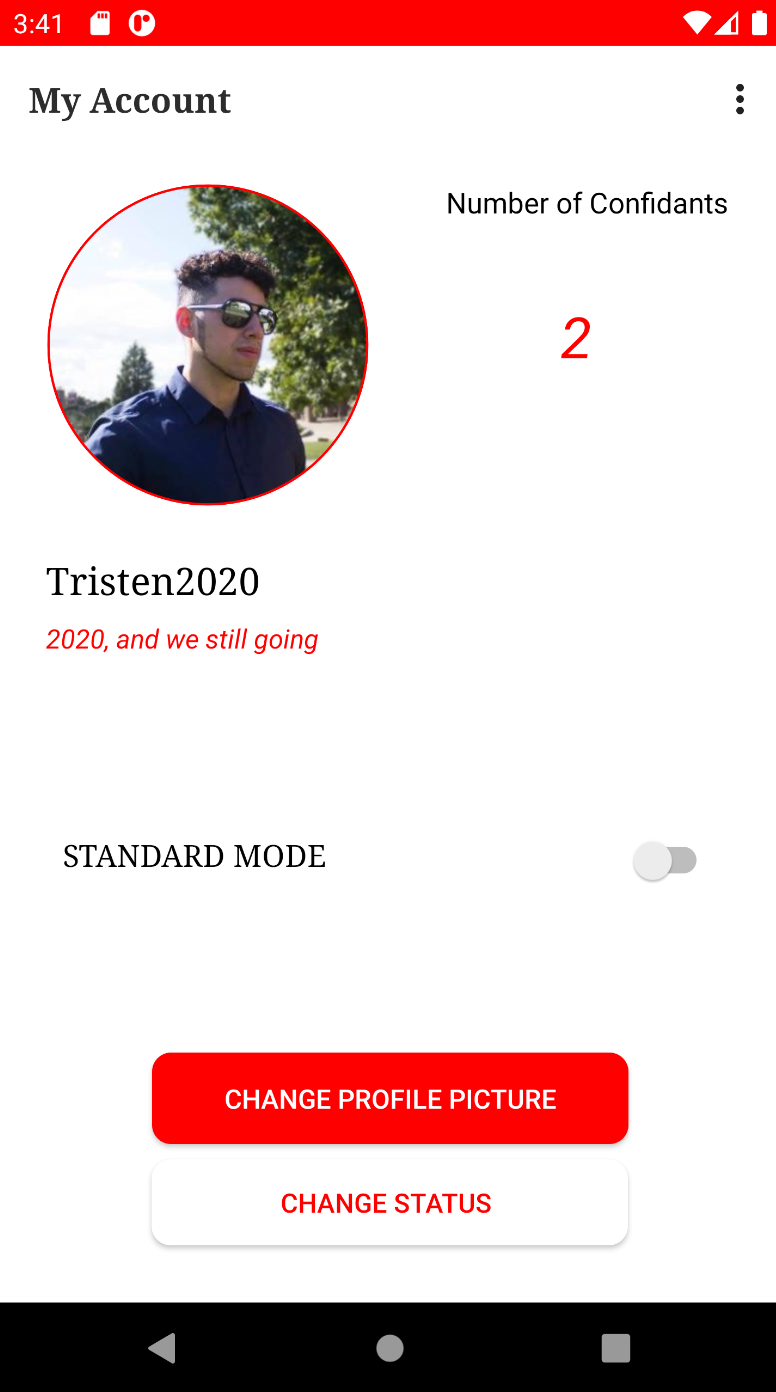 3:41
My Account
Number of Confidants
2
Tristen2020
2020, and we still going
STANDARD MODE
CHANGE PROFILE PICTURE
CHANGE STATUS